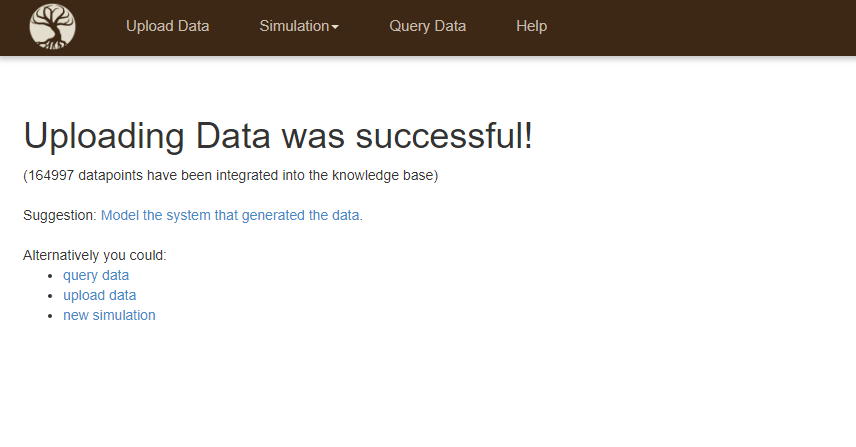 Upload Data Simulation Query Data Help
Uploading Data was successful!
(164997 datapoints have been integrated into the knowledge base)
Suggestion: Model the system that generated the data.
Alternatively you could:
• query data
• upload data
• new simulation